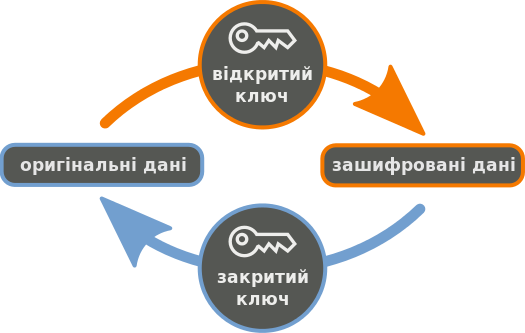 відкритий
ключ
оригінальні дані
зашифровані дані
закритий
ключ